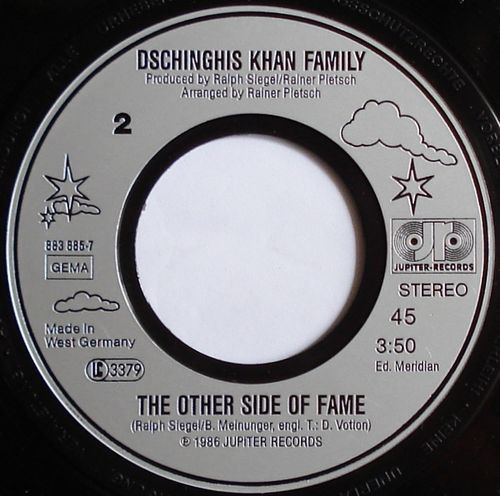 DSCHINGHIS KHAN FAMILY
Produced by Ralph Siegel/Rainer Pietsch
Arranged by Rainer Pietsch
2
883 885-7
GEMA
JUPITER-RECORDS
STEREO
45
3:50
Ed. Meridian
Made in
West Germany
LC 3379
THE OTHER SIDE OF FAME
(Ralph Siegel/B. Meinunger, engl. T.: D. Votion)
℗ 1986 JUPITER RECORDS